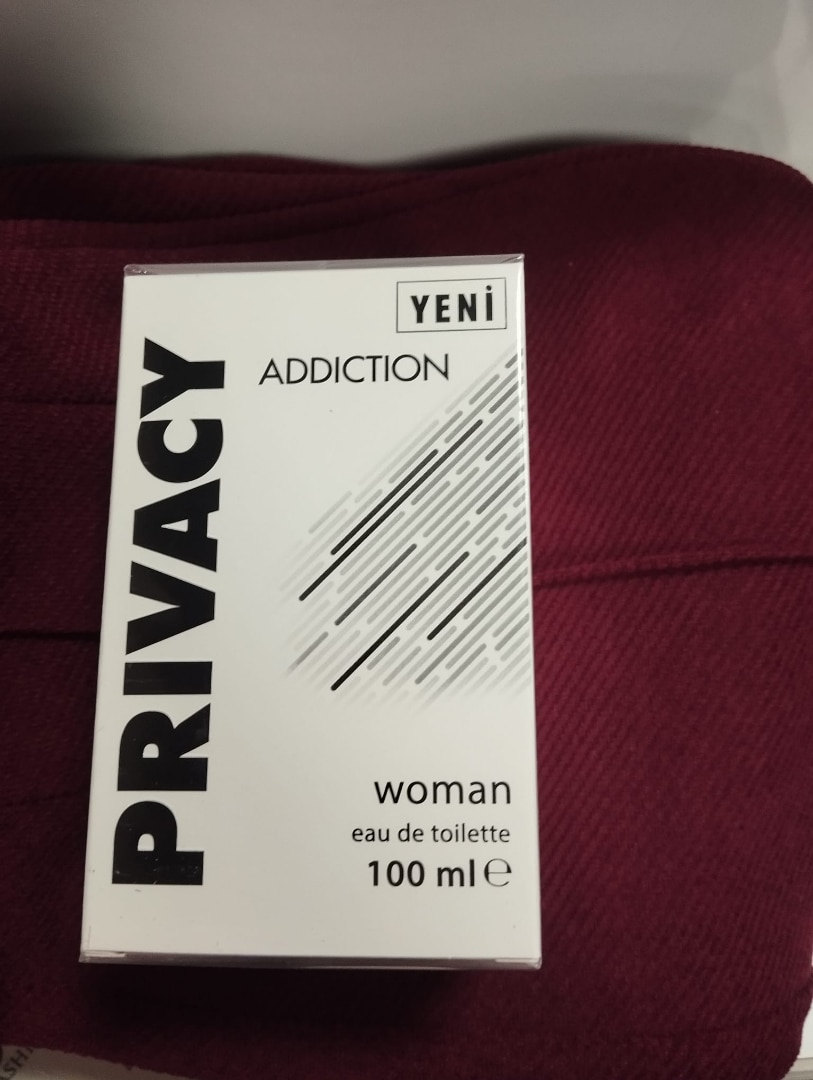 YENİ
ADDICTION
PRIVACY
woman
eau de toilette
100 ml ℮